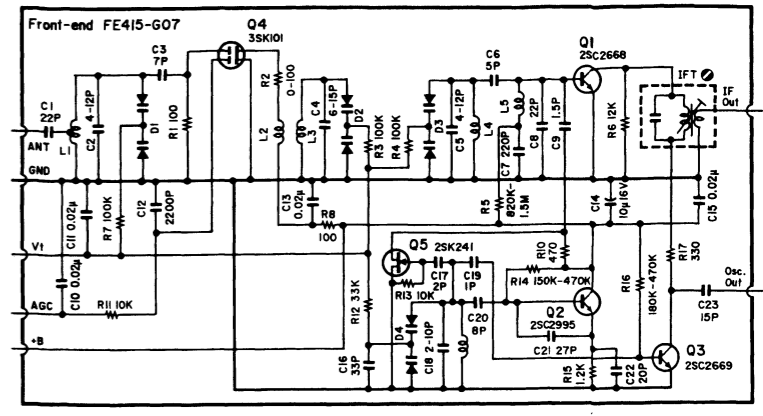 Front-end FE415-G07
Q4
3SK101
C3
7P
C1
22P
ANT
L1
C2
4-12P
D1
R1 100
R2
0-100
L2
L3
C4
6-15P
D2
R3 100K
R4 100K
D3
C5
4-12P
L4
C6
5P
L5
C7 220P
C8
22P
C9
1.5P
Q1
2SC2668
R6 12K
IFT
IF
Out
GND
C11 0.02μ
R7 100K
C12
2200P
C13
0.02μ
R8
100
R5
820K-
1.5M
C14
10μ16V
C15 0.02μ
Vt
C10 0.02μ
AGC
R11 10K
+B
Q5
2SK241
C17
2P
C19
1P
R10
470
R14 150K-470K
R16
180K-470K
R17
330
Osc.
Out
R12 33K
R13 10K
D4
C16
33P
C18 2-10P
C20
8P
Q2
2SC2995
C21 27P
R15
1.2K
C22
20P
C23
15P
Q3
2SC2669